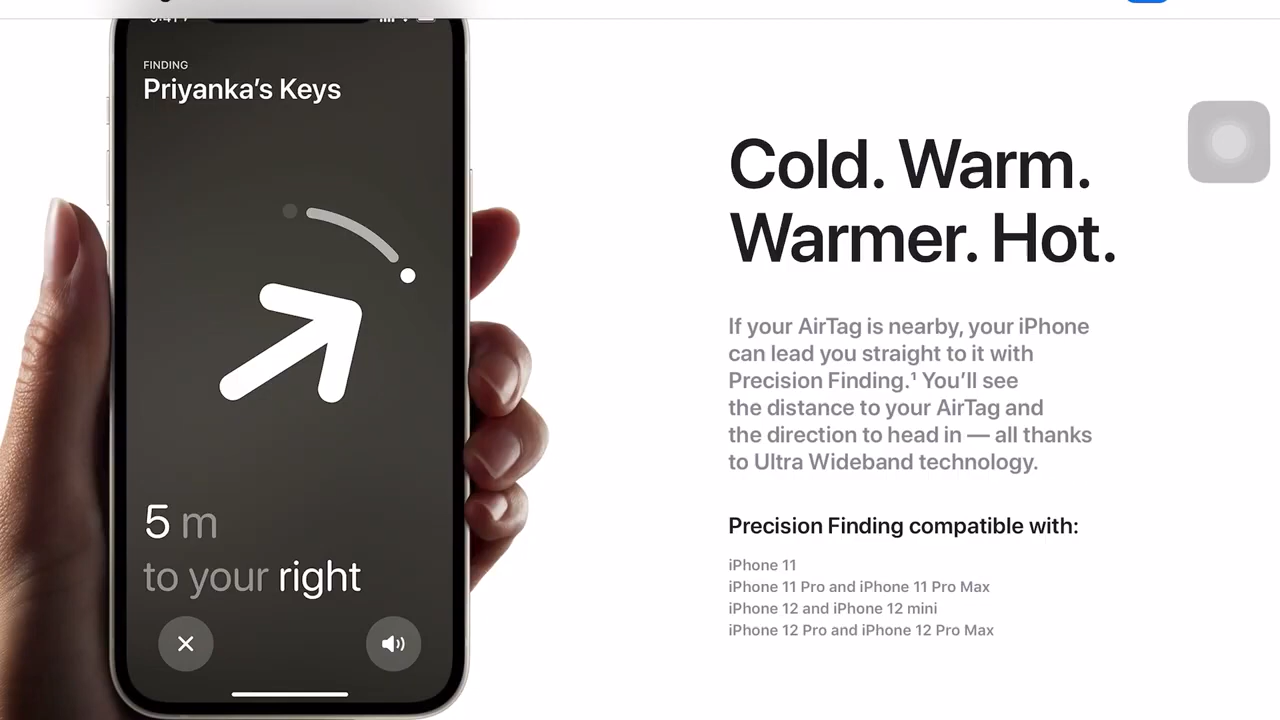 FINDING
Priyanka's Keys
5 m
to your right
Cold. Warm.
Warmer. Hot.
If your AirTag is nearby, your iPhone
can lead you straight to it with
Precision Finding.¹ You'll see
the distance to your AirTag and
the direction to head in — all thanks
to Ultra Wideband technology.
Precision Finding compatible with:
iPhone 11
iPhone 11 Pro and iPhone 11 Pro Max
iPhone 12 and iPhone 12 mini
iPhone 12 Pro and iPhone 12 Pro Max